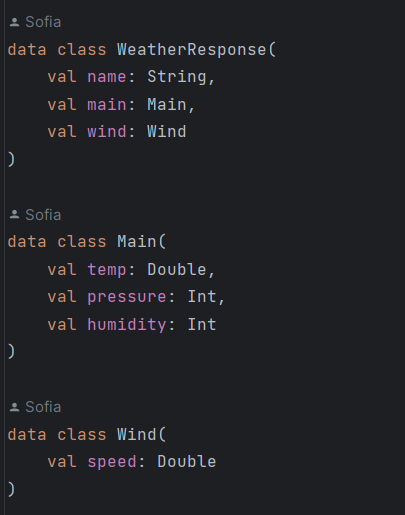 Sofia
data class WeatherResponse(
    val name: String,
    val main: Main,
    val wind: Wind
)
Sofia
data class Main(
    val temp: Double,
    val pressure: Int,
    val humidity: Int
)
Sofia
data class Wind(
    val speed: Double
)